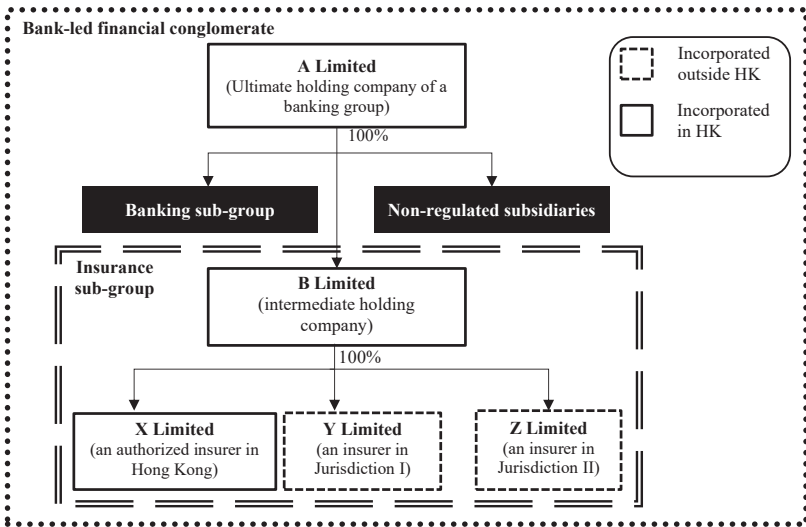 Bank-led financial conglomerate
A Limited
(Ultimate holding company of a
banking group)
Incorporated
outside HK
Incorporated
in HK
100%
Banking sub-group
Non-regulated subsidiaries
Insurance
sub-group
B Limited
(intermediate holding
company)
100%
X Limited
(an authorized insurer in
Hong Kong)
Y Limited
(an insurer in
Jurisdiction I)
Z Limited
(an insurer in
Jurisdiction II)